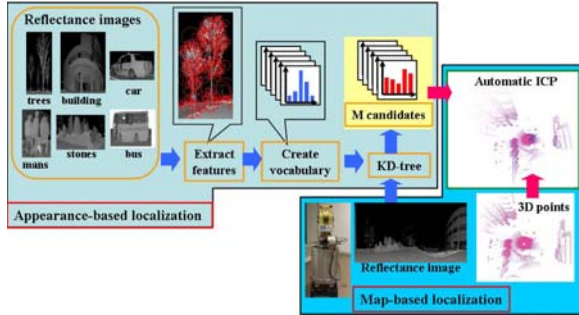 Reflectance images
trees
building
car
mans
stones
bus
Extract
features
Create
vocabulary
M candidates
KD-tree
Appearance-based localization
Automatic ICP
3D points
Reflectance image
Map-based localization